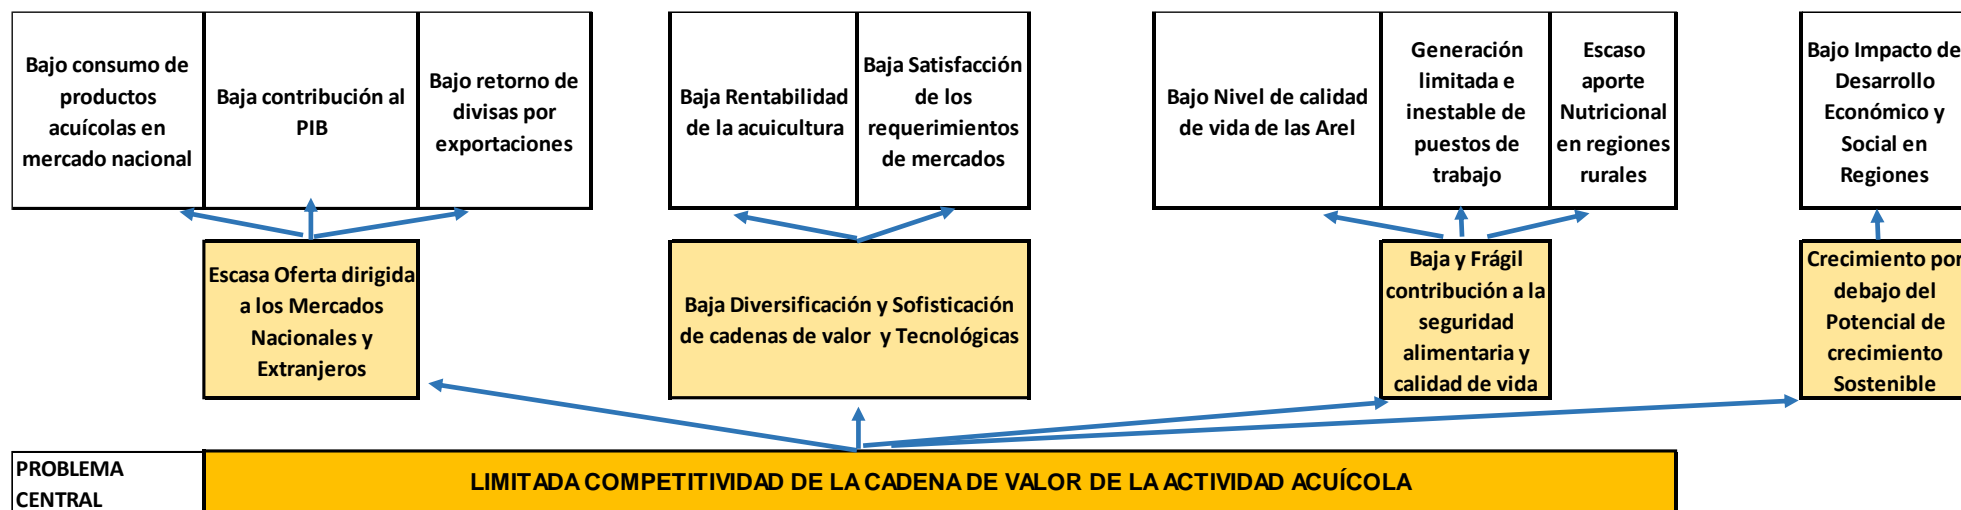 Bajo consumo de
productos
acuícolas en
mercado nacional
Baja contribución al
PIB
Bajo retorno de
divisas por
exportaciones
Baja Rentabilidad
de la acuicultura
Baja Satisfacción
de los
requerimientos
de mercados
Bajo Nivel de calidad
de vida de las Arel
Generación
limitada e
inestable de
puestos de
trabajo
Escaso
aporte
Nutricional
en regiones
rurales
Bajo Impacto de
Desarrollo
Económico y
Social en
Regiones
Escasa Oferta dirigida
a los Mercados
Nacionales y
Extranjeros
Baja Diversificación y Sofisticación
de cadenas de valor y Tecnológicas
Baja y Frágil
contribución a la
seguridad
alimentaria y
calidad de vida
Crecimiento por
debajo del
Potencial de
crecimiento
Sostenible
PROBLEMA
CENTRAL
LIMITADA COMPETITIVIDAD DE LA CADENA DE VALOR DE LA ACTIVIDAD ACUÍCOLA